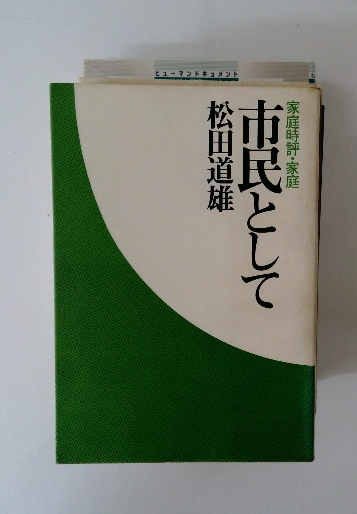 ヒューマンドキュメント
家庭時評・家庭
市民として
松田道雄